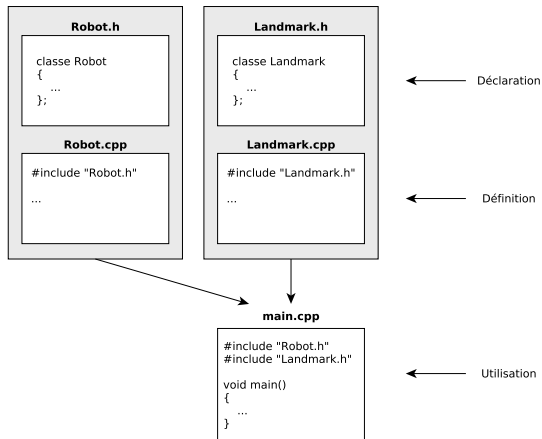 Robot.h
classe Robot
{
...
};
Robot.cpp
#include "Robot.h"
...
Landmark.h
classe Landmark
{
...
};
Landmark.cpp
#include "Landmark.h"
...
Déclaration
Définition
main.cpp
#include "Robot.h"
#include "Landmark.h"
void main()
{
...
}
Utilisation